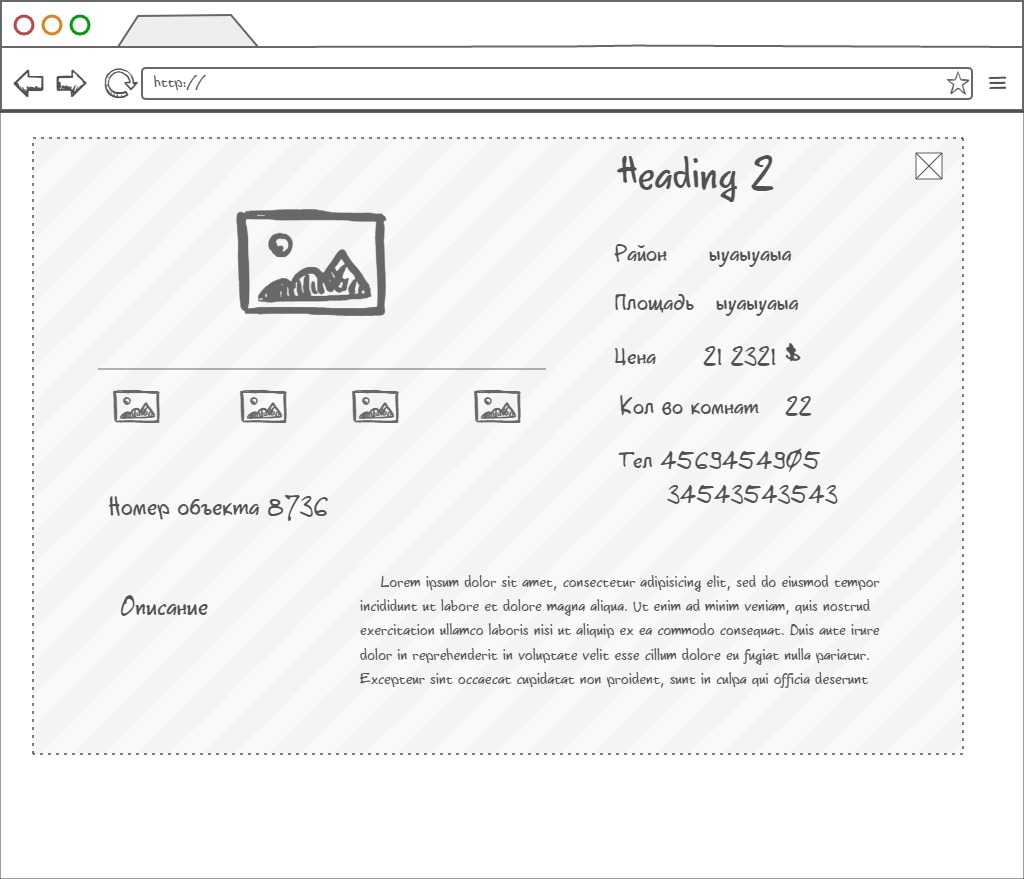 http://
Heading 2
Район ыуаыуаыа
Площадь ыуаыуаыа
Цена 21 2321 $
Кол во комнат 22
Тел 4569454905
34543543543
Номер объекта 8736
Описание
Lorem ipsum dolor sit amet, consectetur adipisicing elit, sed do eiusmod tempor
incididunt ut labore et dolore magna aliqua. Ut enim ad minim veniam, quis nostrud
exercitation ullamco laboris nisi ut aliquip ex ea commodo consequat. Duis aute irure
dolor in reprehenderit in voluptate velit esse cillum dolore eu fugiat nulla pariatur.
Excepteur sint occaecat cupidatat non proident, sunt in culpa qui officia deserunt